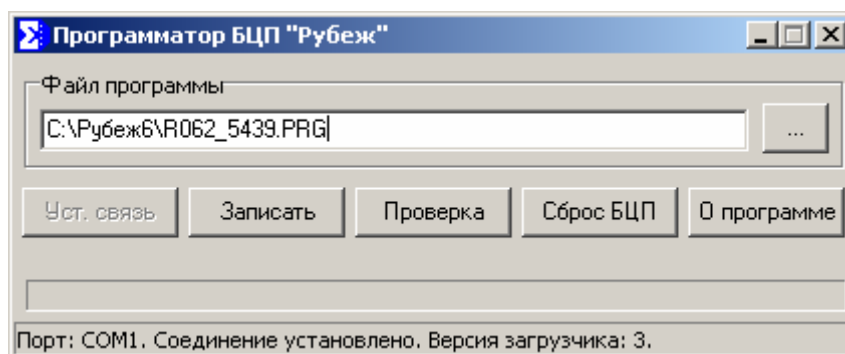 Программатор БЦП "Рубеж"
Файл программы
C:\Рубеж6\R062_5439.PRG
...
Уст. связь Записать Проверка Сброс БЦП О программе
Порт: COM1. Соединение установлено. Версия загрузчика: 3.